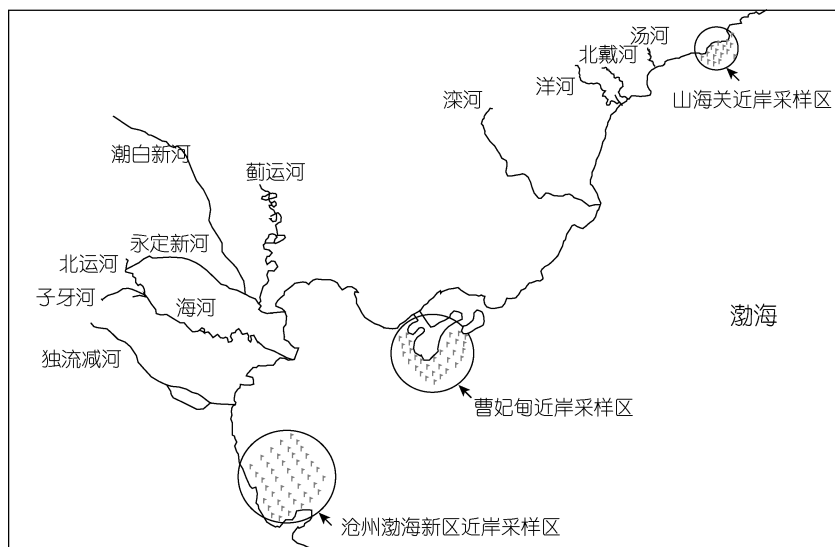 汤河
北戴河
洋河
滦河
山海关近岸采样区
潮白新河
蓟运河
永定新河
北运河
子牙河
海河
渤海
独流减河
曹妃甸近岸采样区
沧州渤海新区近岸采样区